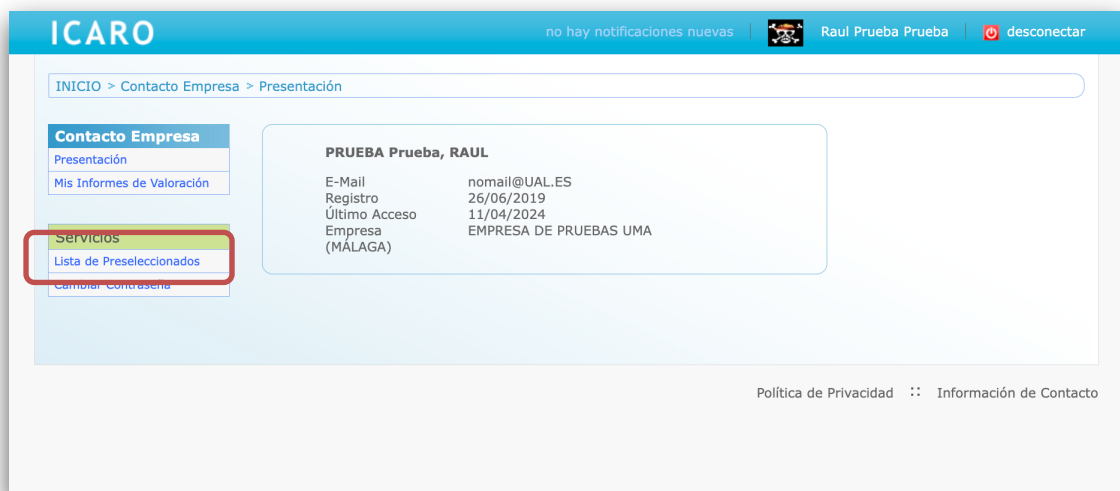 ICARO
no hay notificaciones nuevas
Raul Prueba Prueba
desconectar
INICIO > Contacto Empresa > Presentación
Contacto Empresa
Presentación
Mis Informes de Valoración
Servicios
Lista de Preseleccionados
Cambiar Contraseña
PRUEBA Prueba, RAUL
E-Mail nomail@UAL.ES
Registro 26/06/2019
Último Acceso 11/04/2024
Empresa EMPRESA DE PRUEBAS UMA
(MÁLAGA)
Política de Privacidad :: Información de Contacto